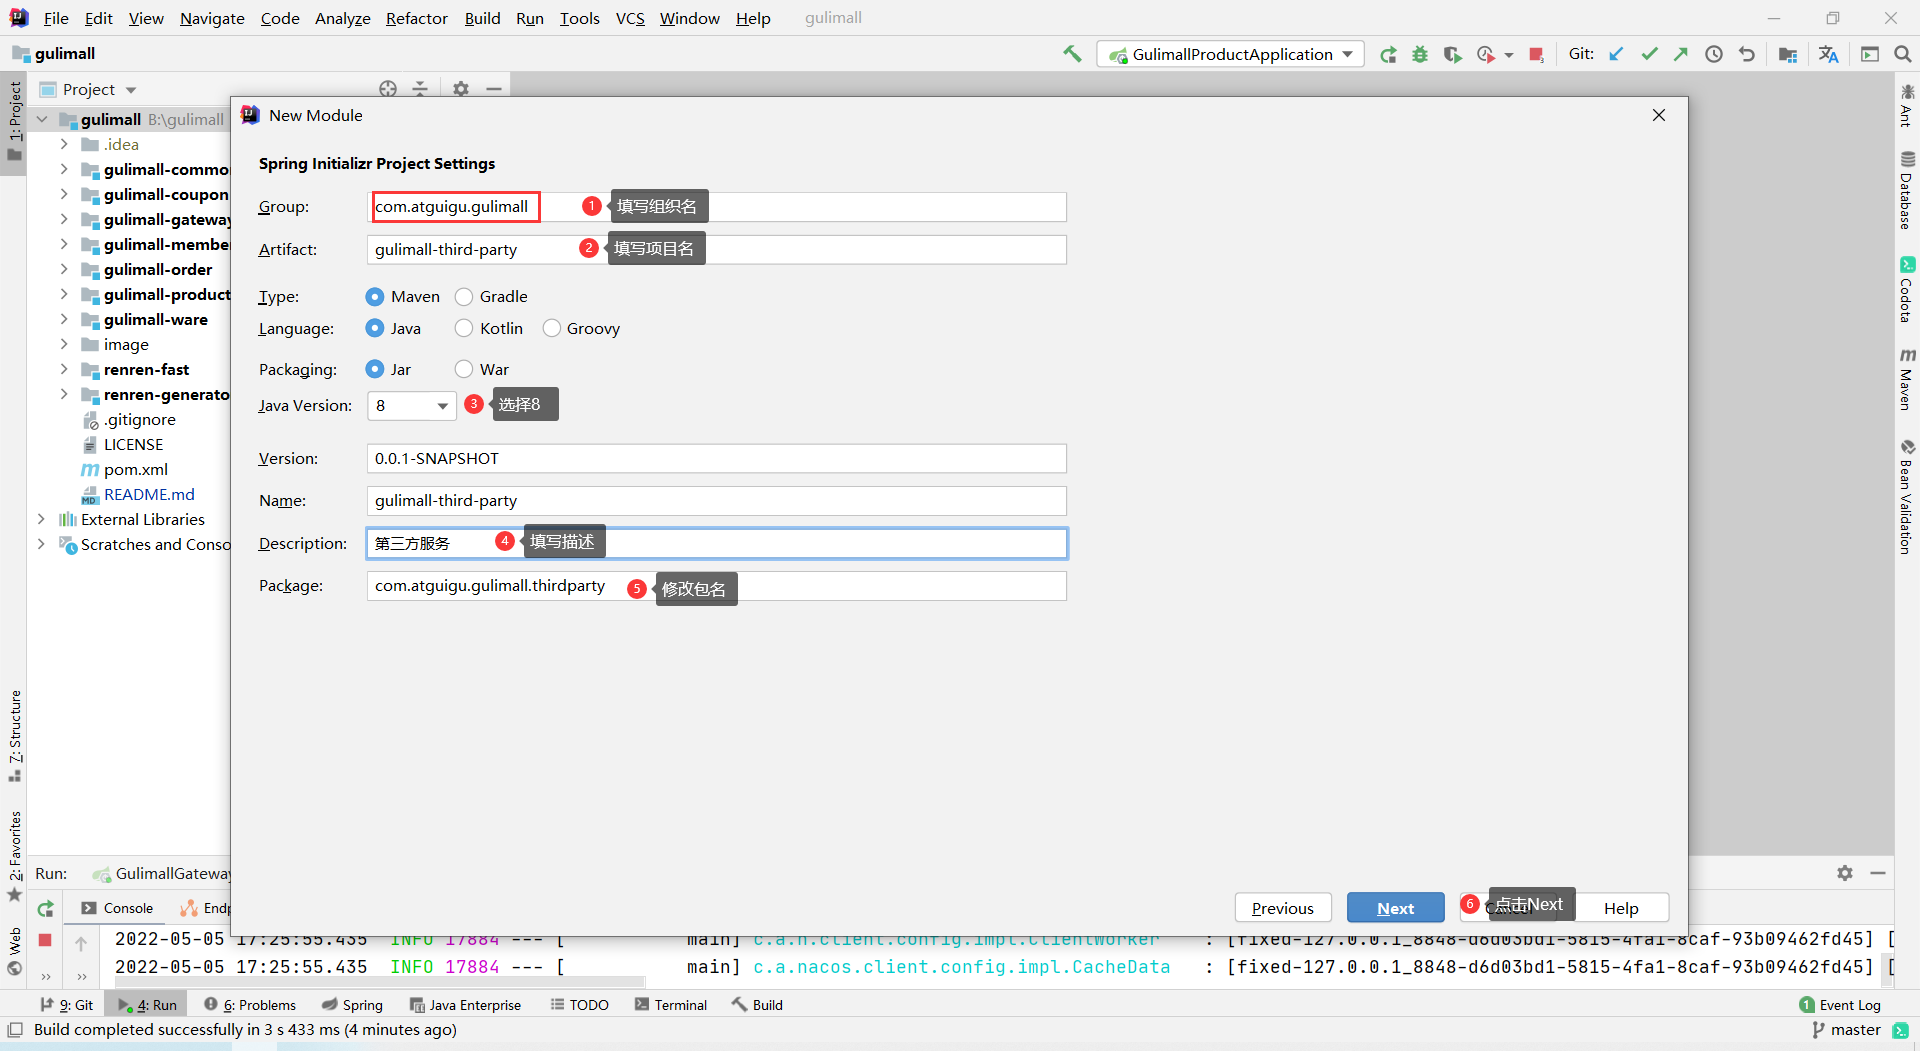 File Edit View Navigate Code Analyze Refactor Build Run Tools VCS Window Help gulimall
gulimall
GulimallProductApplication
Git:
1: Project
Project
gulimall B:\gulimall
.idea
gulimall-commo
gulimall-coupon
gulimall-gateway
gulimall-membe
gulimall-order
gulimall-product
gulimall-ware
image
renren-fast
renren-generato
.gitignore
LICENSE
pom.xml
README.md
External Libraries
Scratches and Conso
7: Structure
2: Favorites
Web
New Module
Spring Initializr Project Settings
Group: com.atguigu.gulimall 1 填写组织名
Artifact: gulimall-third-party 2 填写项目名
Type: Maven Gradle
Language: Java Kotlin Groovy
Packaging: Jar War
Java Version: 8 3 选择8
Version: 0.0.1-SNAPSHOT
Name: gulimall-third-party
Description: 第三方服务 4 填写描述
Package: com.atguigu.gulimall.thirdparty 5 修改包名
Previous Next 6 点击Next Help
Ant
Database
Codota
Maven
Bean Validation
Run: GulimallGateway
Console Endp
2022-05-05 17:25:55.435 INFO 17884 --- [ main] c.a.n.client.config.impl.ClientWorker : [fixed-127.0.0.1_8848-d6d03bd1-5815-4fa1-8caf-93b09462fd45] [
2022-05-05 17:25:55.435 INFO 17884 --- [ main] c.a.nacos.client.config.impl.CacheData : [fixed-127.0.0.1_8848-d6d03bd1-5815-4fa1-8caf-93b09462fd45] [
9: Git 4: Run 6: Problems Spring Java Enterprise TODO Terminal Build 1 Event Log
Build completed successfully in 3 s 433 ms (4 minutes ago) master